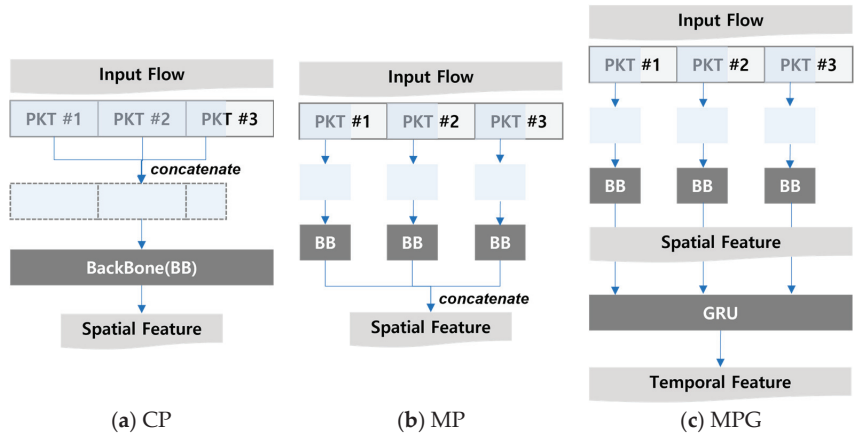 Input Flow
PKT #1 PKT #2 PKT #3
concatenate
BackBone(BB)
Spatial Feature
(a) CP
Input Flow
PKT #1 PKT #2 PKT #3
BB BB BB
concatenate
Spatial Feature
(b) MP
Input Flow
PKT #1 PKT #2 PKT #3
BB BB BB
Spatial Feature
GRU
Temporal Feature
(c) MPG